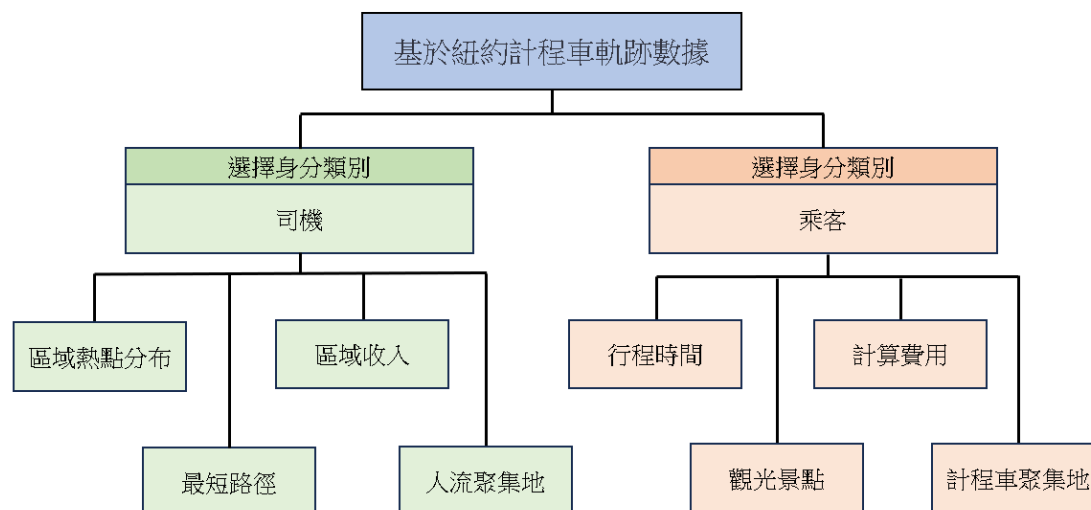 基於紐約計程車軌跡數據
選擇身分類別
司機
選擇身分類別
乘客
區域熱點分布
區域收入
行程時間
計算費用
最短路徑
人流聚集地
觀光景點
計程車聚集地